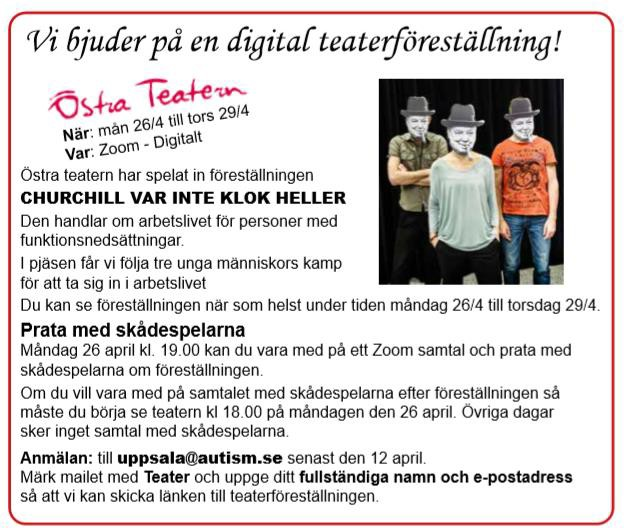 Vi bjuder på en digital teaterföreställning!
Östra Teatern
När: mån 26/4 till tors 29/4
Var: Zoom - Digitalt
Östra teatern har spelat in föreställningen
CHURCHILL VAR INTE KLOK HELLER
Den handlar om arbetslivet för personer med
funktionsnedsättningar.
I pjäsen får vi följa tre unga människors kamp
för att ta sig in i arbetslivet
Du kan se föreställningen när som helst under tiden måndag 26/4 till torsdag 29/4.
Prata med skådespelarna
Måndag 26 april kl. 19.00 kan du vara med på ett Zoom samtal och prata med
skådespelarna om föreställningen.
Om du vill vara med på samtalet med skådespelarna efter föreställningen så
måste du börja se teatern kl 18.00 på måndagen den 26 april. Övriga dagar
sker inget samtal med skådespelarna.
Anmälan: till uppsala@autism.se senast den 12 april.
Märk mailet med Teater och uppge ditt fullständiga namn och e-postadress
så att vi kan skicka länken till teaterföreställningen.